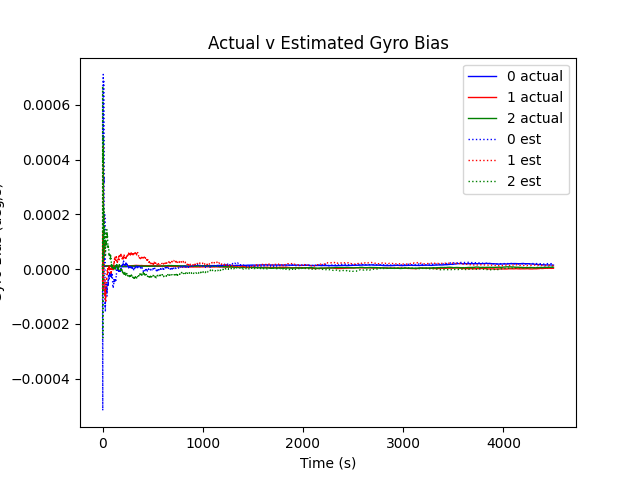 Actual v Estimated Gyro Bias
0 actual
1 actual
2 actual
0 est
1 est
2 est
0.0006
0.0004
0.0002
0.0000
−0.0002
−0.0004
0 1000 2000 3000 4000
Time (s)